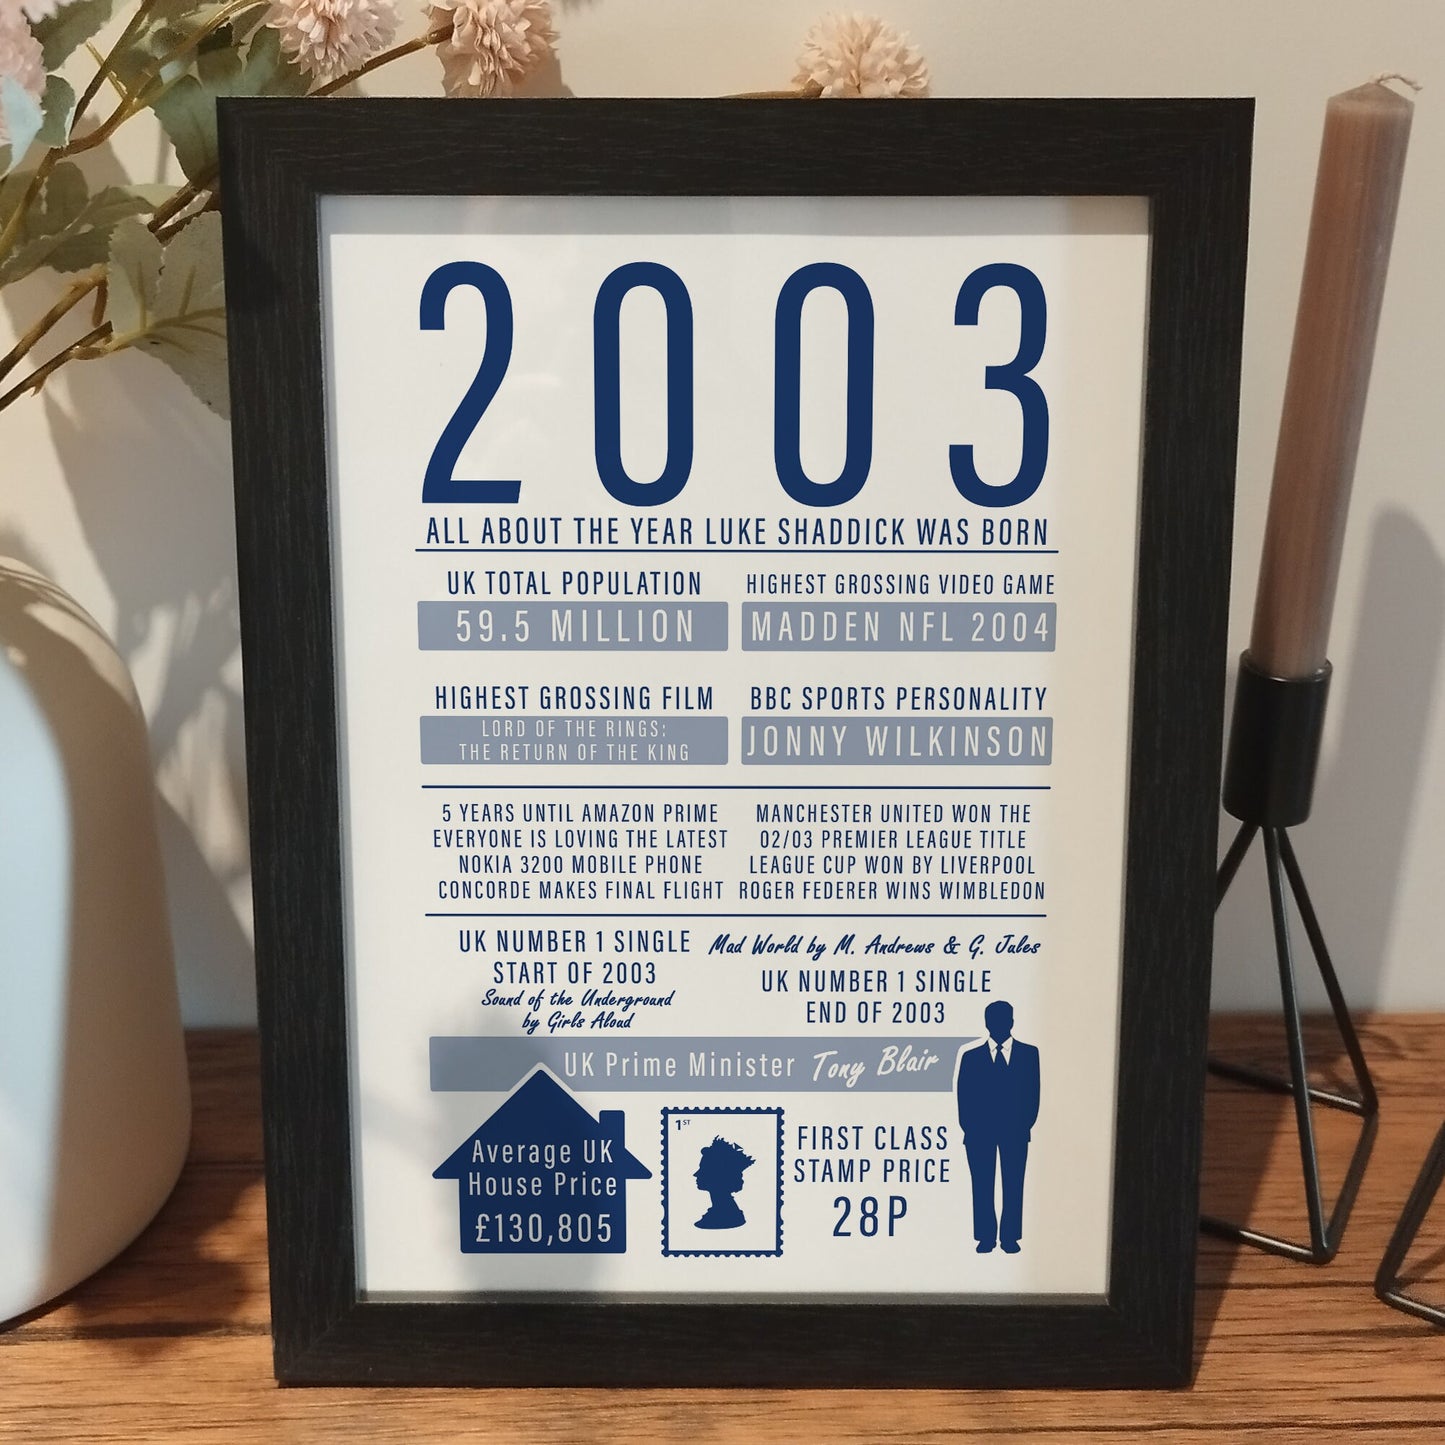 2003
ALL ABOUT THE YEAR LUKE SHADDICK WAS BORN
UK TOTAL POPULATION
59.5 MILLION
HIGHEST GROSSING VIDEO GAME
MADDEN NFL 2004
HIGHEST GROSSING FILM
LORD OF THE RINGS:
THE RETURN OF THE KING
BBC SPORTS PERSONALITY
JONNY WILKINSON
5 YEARS UNTIL AMAZON PRIME
EVERYONE IS LOVING THE LATEST
NOKIA 3200 MOBILE PHONE
CONCORDE MAKES FINAL FLIGHT
MANCHESTER UNITED WON THE
02/03 PREMIER LEAGUE TITLE
LEAGUE CUP WON BY LIVERPOOL
ROGER FEDERER WINS WIMBLEDON
UK NUMBER 1 SINGLE
START OF 2003
Sound of the Underground
by Girls Aloud
Mad World by M. Andrews & G. Jules
UK NUMBER 1 SINGLE
END OF 2003
UK Prime Minister Tony Blair
Average UK
House Price
£130,805
1ST
FIRST CLASS
STAMP PRICE
28P